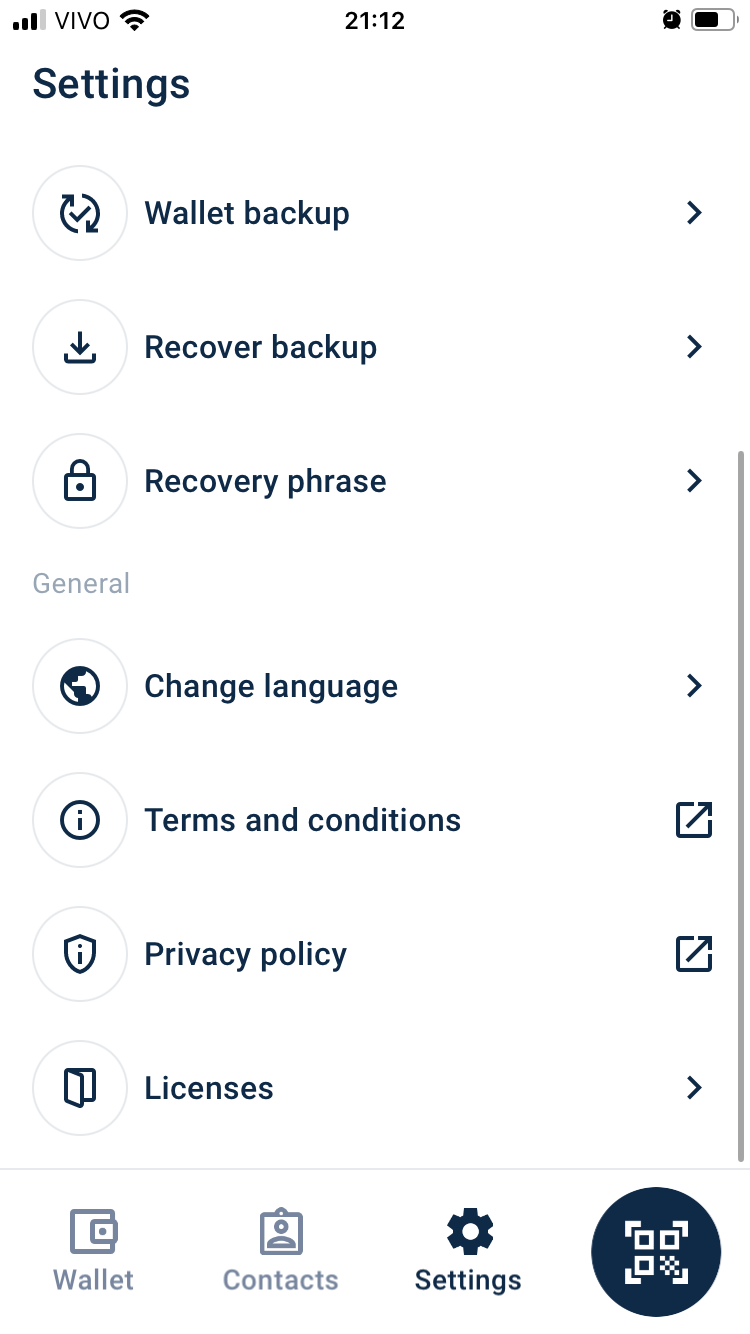 VIVO 21:12
Settings
Wallet backup
Recover backup
Recovery phrase
General
Change language
Terms and conditions
Privacy policy
Licenses
Wallet Contacts Settings